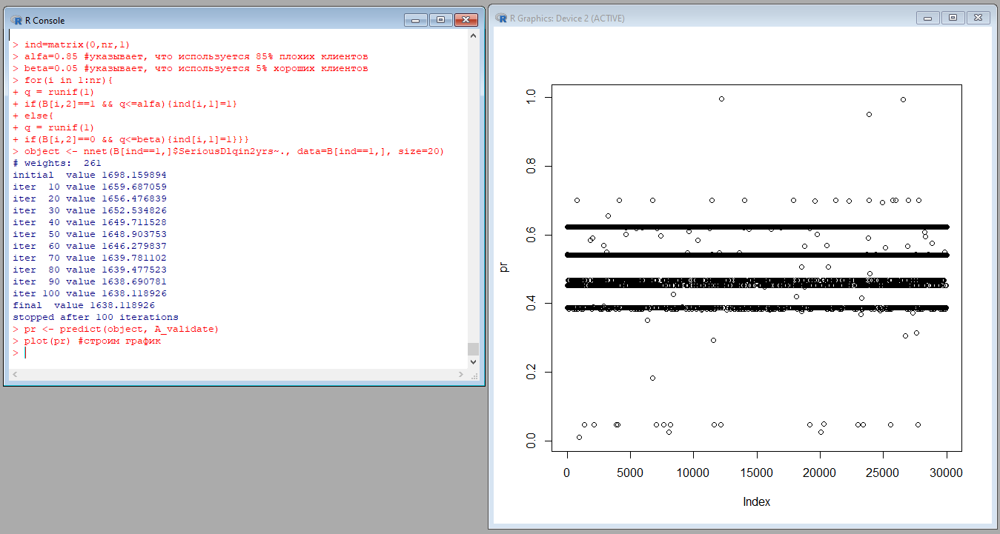 R Console
> ind=matrix(0,nr,1)
> alfa=0.85 #указывает, что используется 85% плохих клиентов
> beta=0.05 #указывает, что используется 5% хороших клиентов
> for(i in 1:nr){
+ q = runif(1)
+ if(B[i,2]==1 && q<=alfa){ind[i,1]=1}
+ else{
+ q = runif(1)
+ if(B[i,2]==0 && q<=beta){ind[i,1]=1}}}
> object <- nnet(B[ind==1,]$SeriousDlqin2yrs~., data=B[ind==1,], size=20)
# weights:  261
initial  value 1698.159894
iter  10 value 1659.687059
iter  20 value 1656.476839
iter  30 value 1652.534826
iter  40 value 1649.711528
iter  50 value 1648.903753
iter  60 value 1646.279837
iter  70 value 1639.781102
iter  80 value 1639.477523
iter  90 value 1638.690781
iter 100 value 1638.118926
final  value 1638.118926
stopped after 100 iterations
> pr <- predict(object, A_validate)
> plot(pr) #строим график
>
R Graphics: Device 2 (ACTIVE)
1.0
0.8
0.6
0.4
0.2
0.0
pr
0 5000 10000 15000 20000 25000 30000
Index